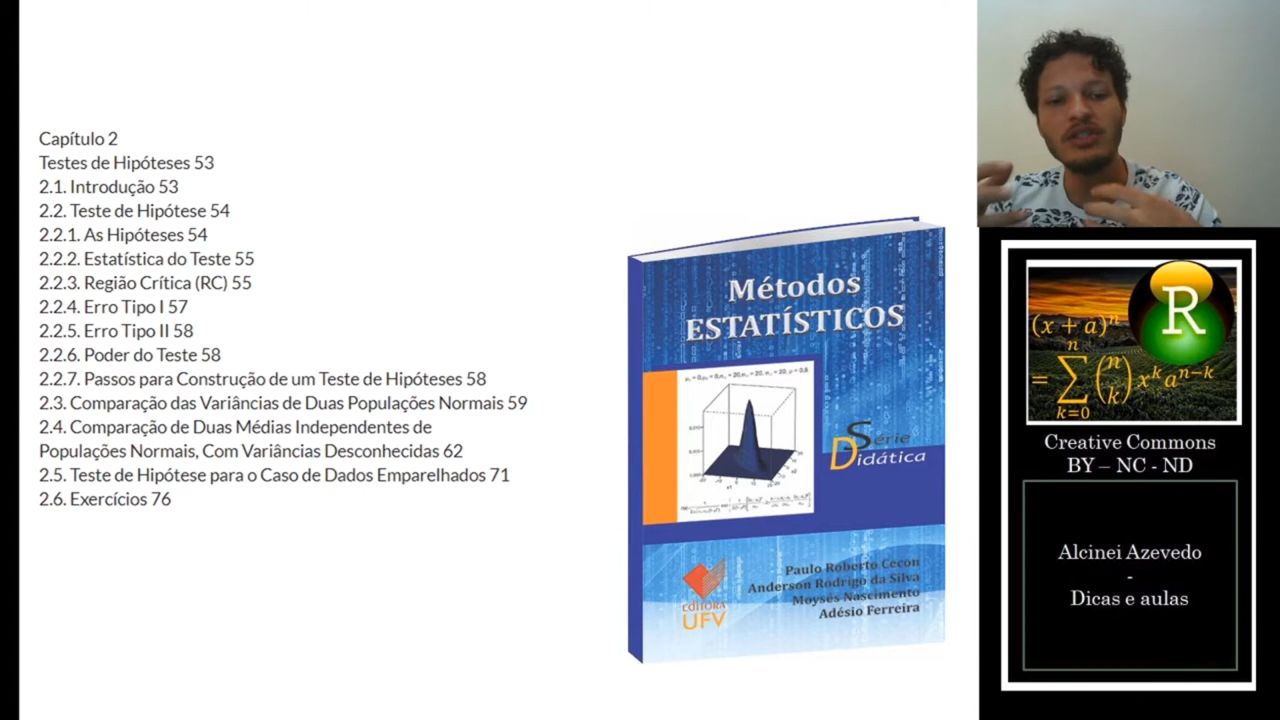 Capítulo 2
Testes de Hipóteses 53
2.1. Introdução 53
2.2. Teste de Hipótese 54
2.2.1. As Hipóteses 54
2.2.2. Estatística do Teste 55
2.2.3. Região Crítica (RC) 55
2.2.4. Erro Tipo I 57
2.2.5. Erro Tipo II 58
2.2.6. Poder do Teste 58
2.2.7. Passos para Construção de um Teste de Hipóteses 58
2.3. Comparação das Variâncias de Duas Populações Normais 59
2.4. Comparação de Duas Médias Independentes de
Populações Normais, Com Variâncias Desconhecidas 62
2.5. Teste de Hipótese para o Caso de Dados Emparelhados 71
2.6. Exercícios 76
Métodos
ESTATÍSTICOS
Série
Didática
EDITORA
UFV
Paulo Roberto Cecon
Anderson Rodrigo da Silva
Moysés Nascimento
Adésio Ferreira
R
(x + a)^n
= ∑_{k=0}^{n} (n k) x^k a^{n-k}
Creative Commons
BY – NC - ND
Alcinei Azevedo
-
Dicas e aulas